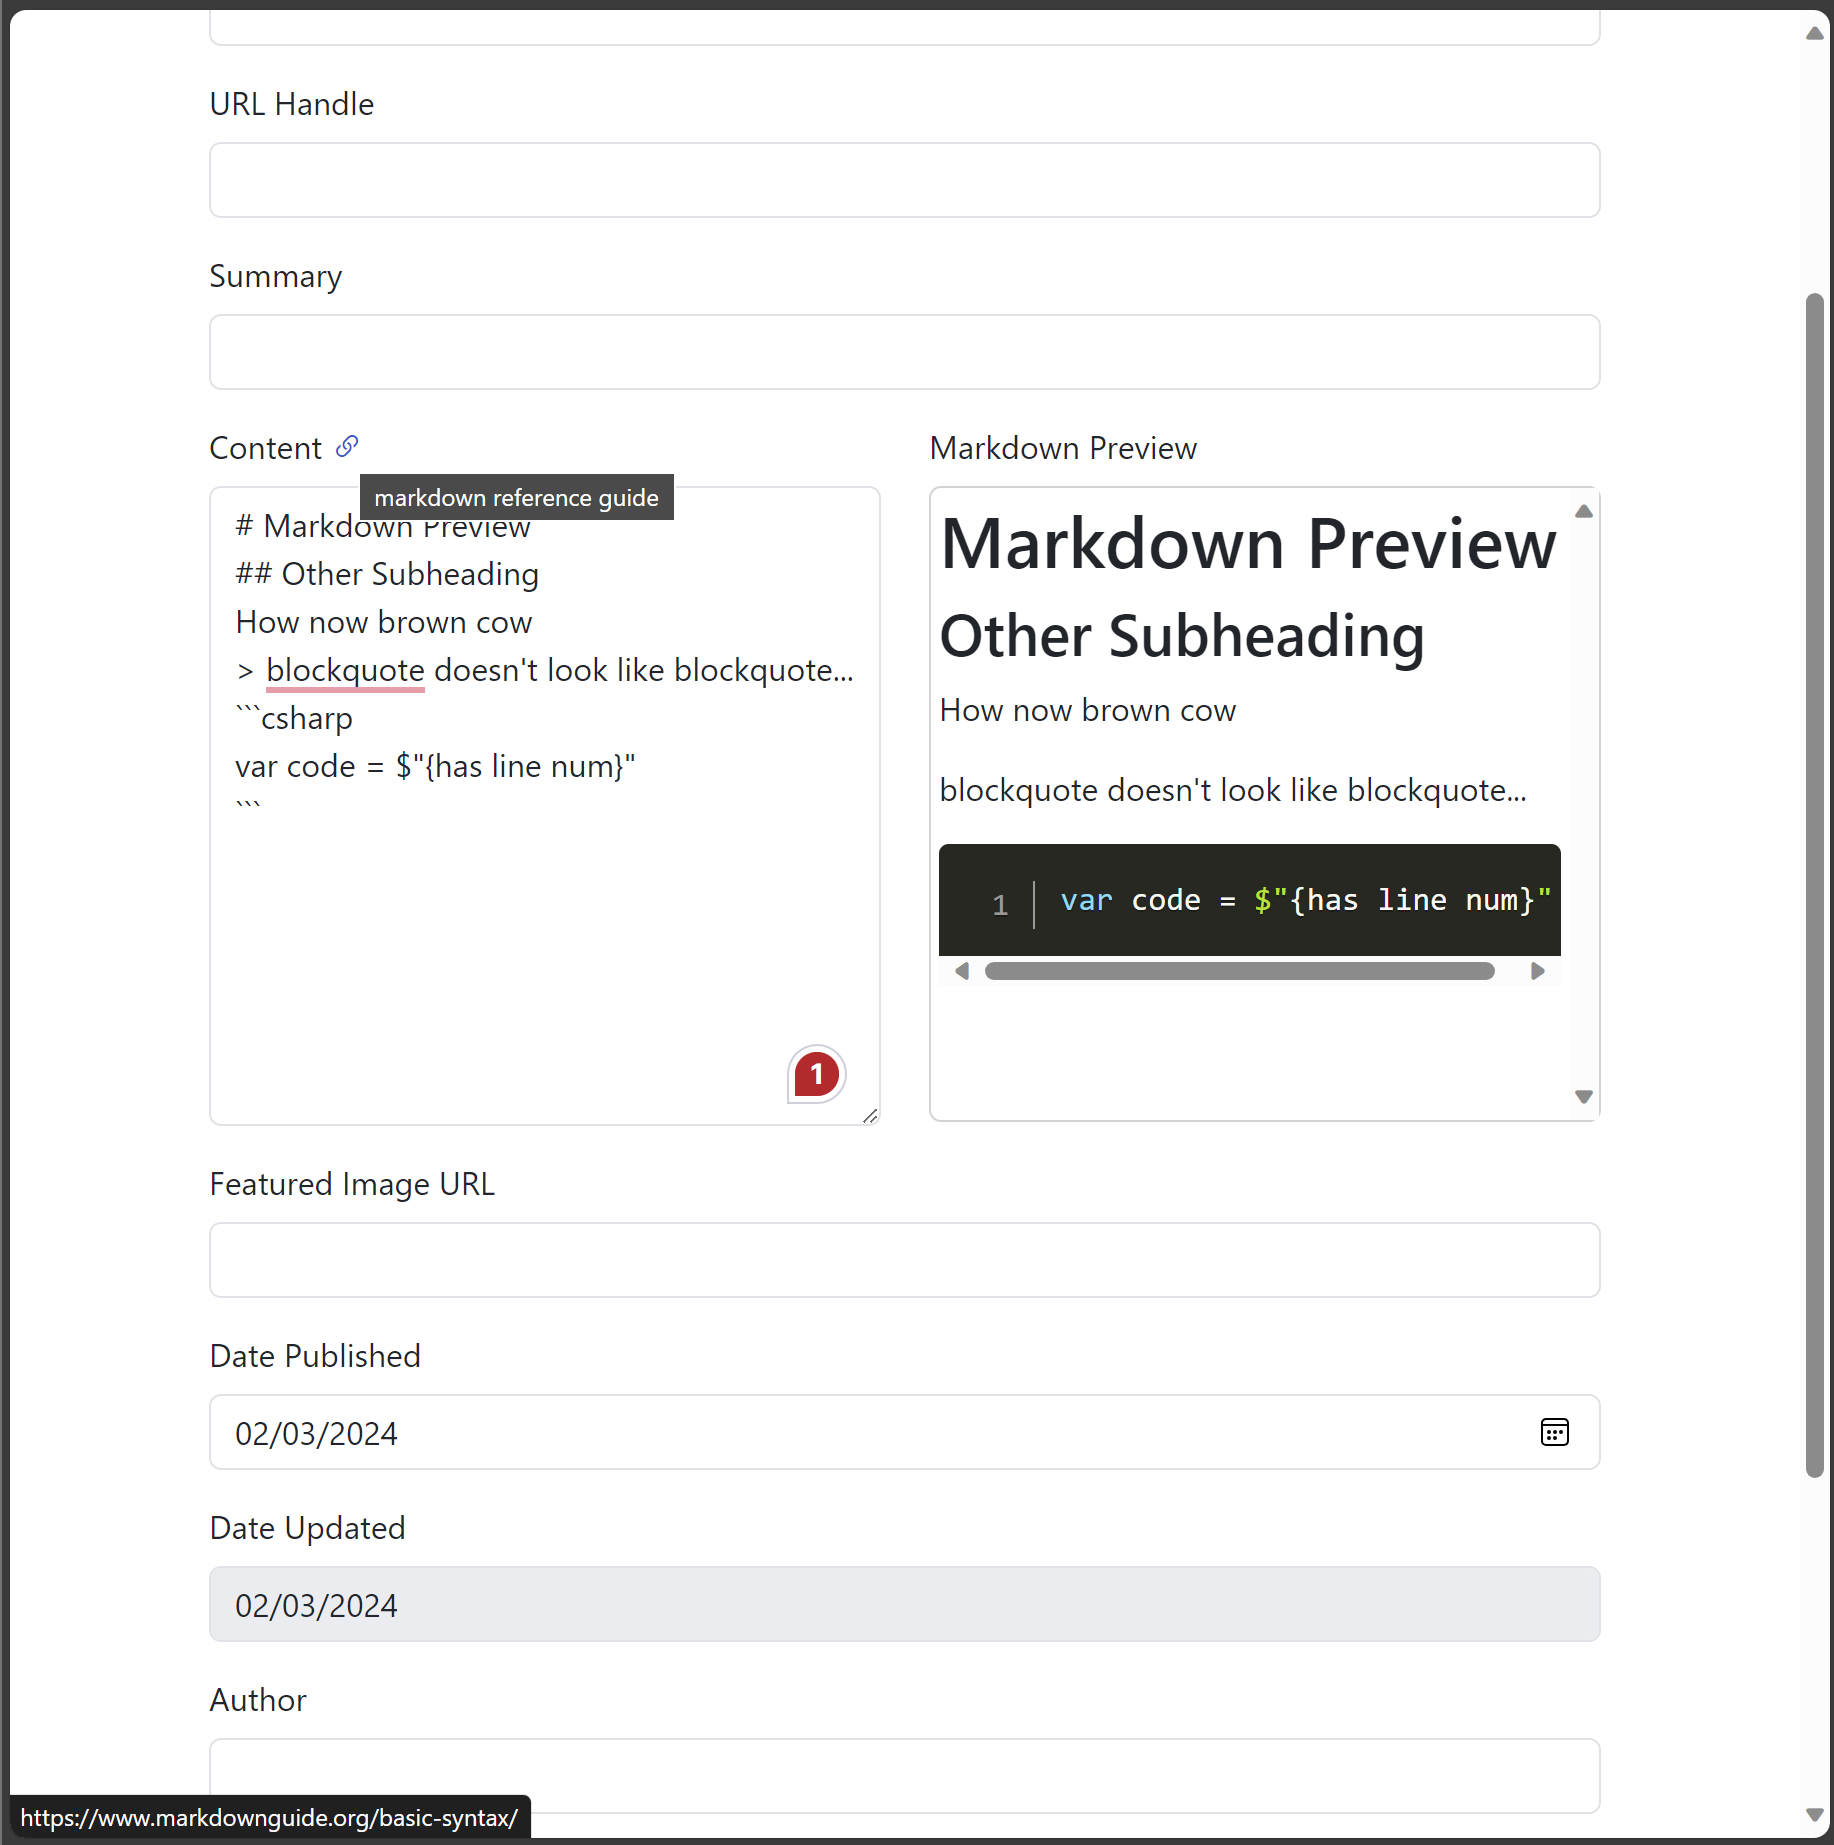 URL Handle
Summary
Content
markdown reference guide
# Markdown Preview
## Other Subheading
How now brown cow
> blockquote doesn't look like blockquote...
```csharp
var code = $"{has line num}"
```
1
Markdown Preview
Markdown Preview
Other Subheading
How now brown cow
blockquote doesn't look like blockquote...
1 var code = $"{has line num}"
Featured Image URL
Date Published
02/03/2024
Date Updated
02/03/2024
Author
https://www.markdownguide.org/basic-syntax/